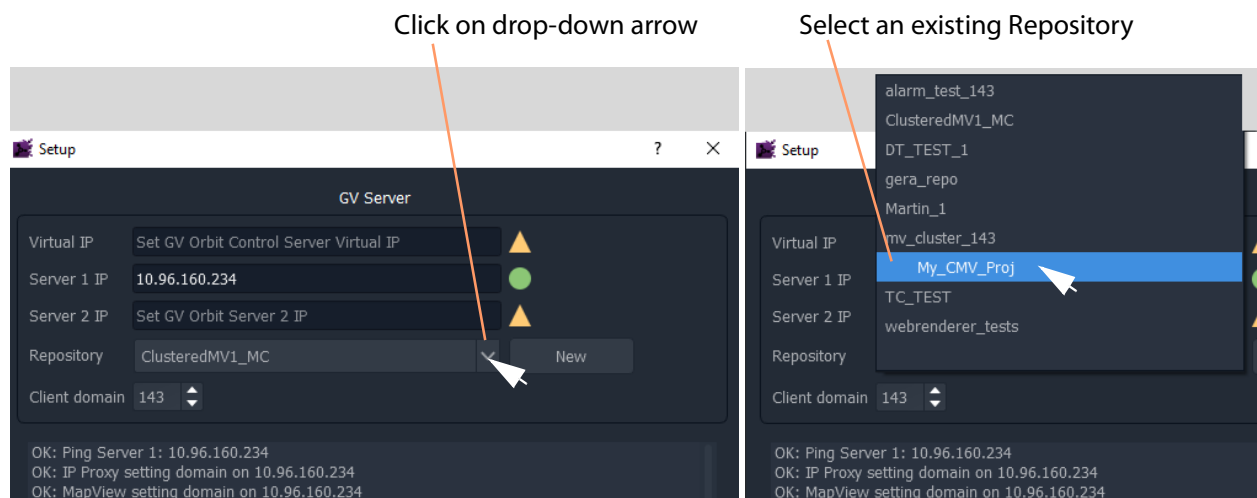 Click on drop-down arrow
Select an existing Repository
Setup
?
GV Server
Virtual IP
Set GV Orbit Control Server Virtual IP
Server 1 IP
10.96.160.234
Server 2 IP
Set GV Orbit Server 2 IP
Repository
ClusteredMV1_MC
New
Client domain
143
OK: Ping Server 1: 10.96.160.234
OK: IP Proxy setting domain on 10.96.160.234
OK: MapView setting domain on 10.96.160.234
alarm_test_143
ClusteredMV1_MC
Setup
DT_TEST_1
gera_repo
Martin_1
Virtual IP
mv_cluster_143
Server 1 IP
My_CMV_Proj
TC_TEST
Server 2 IP
webrenderer_tests
Repository
Client domain
143
OK: Ping Server 1: 10.96.160.234
OK: IP Proxy setting domain on 10.96.160.234
OK: MapView setting domain on 10.96.160.234